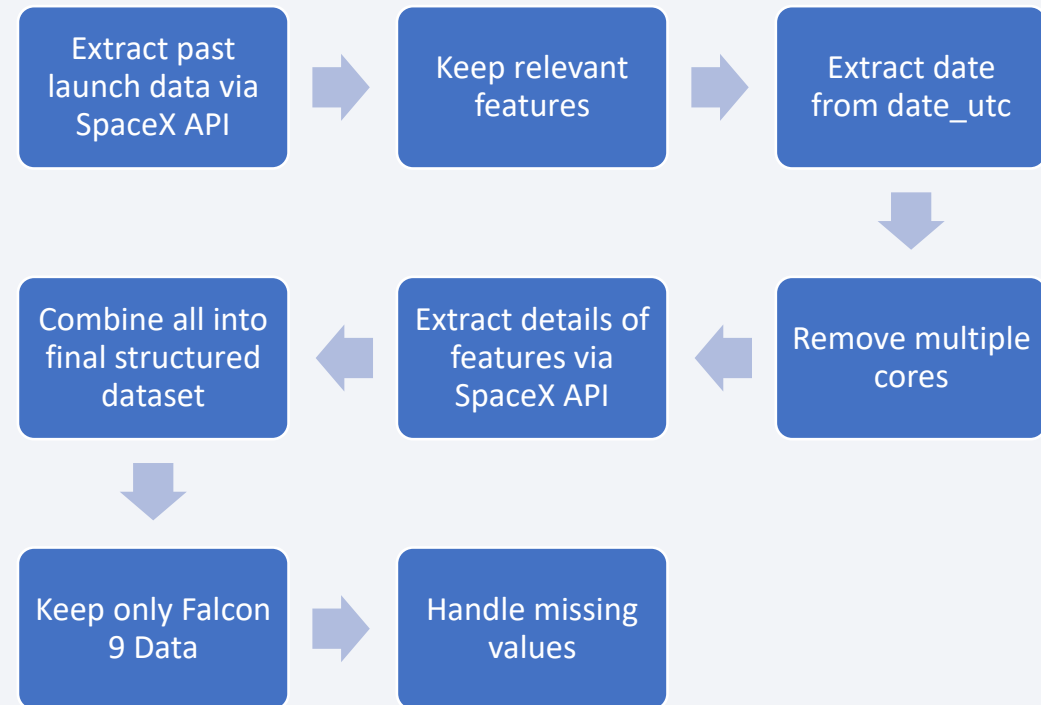 Extract past
launch data via
SpaceX API
Keep relevant
features
Extract date
from date_utc
Remove multiple
cores
Extract details of
features via
SpaceX API
Combine all into
final structured
dataset
Keep only Falcon
9 Data
Handle missing
values